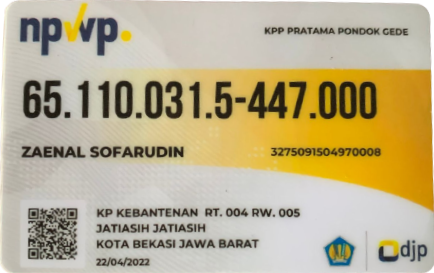 npwp. KPP PRATAMA PONDOK GEDE
65.110.031.5-447.000
ZAENAL SOFARUDIN 3275091504970008
KP KEBANTENAN RT. 004 RW. 005
JATIASIH JATIASIH
KOTA BEKASI JAWA BARAT
22/04/2022 djp